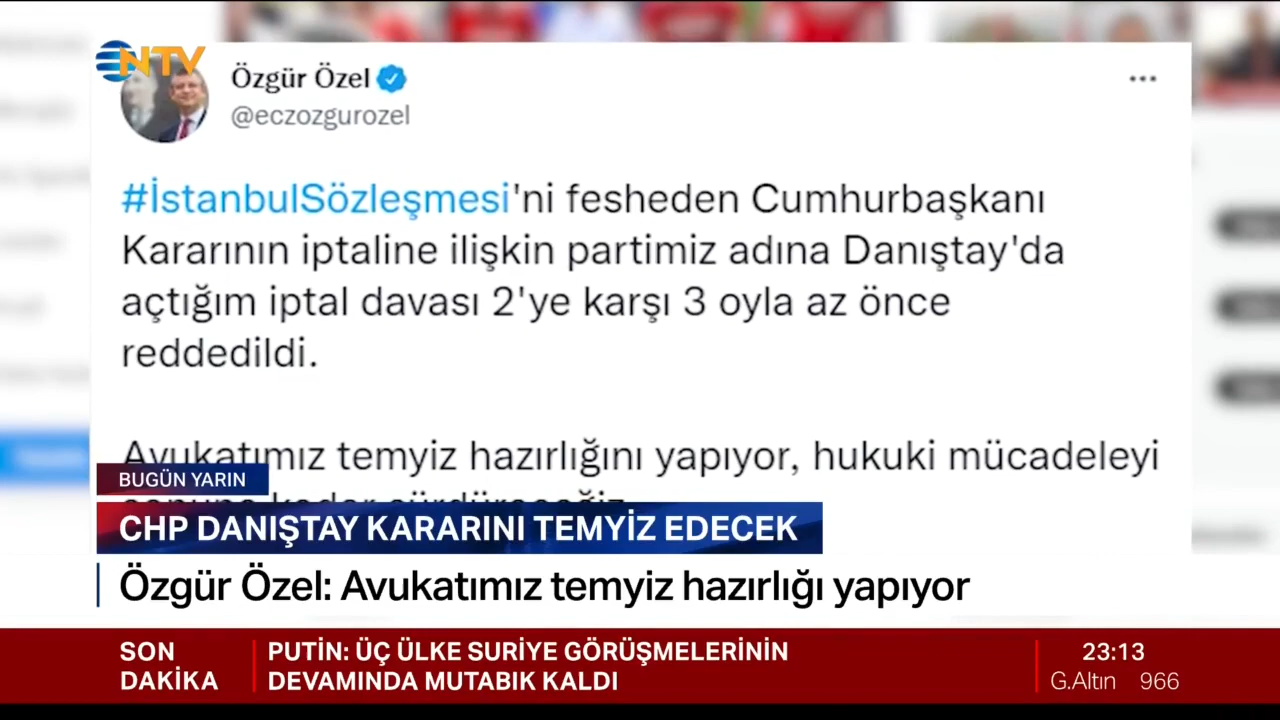 NTV
Özgür Özel
@eczozgurozel
#İstanbulSözleşmesi'ni fesheden Cumhurbaşkanı
Kararının iptaline ilişkin partimiz adına Danıştay'da
açtığım iptal davası 2'ye karşı 3 oyla az önce
reddedildi.
Avukatımız temyiz hazırlığını yapıyor, hukuki mücadeleyi
BUGÜN YARIN
CHP DANIŞTAY KARARINI TEMYİZ EDECEK
Özgür Özel: Avukatımız temyiz hazırlığı yapıyor
SON DAKİKA
PUTİN: ÜÇ ÜLKE SURİYE GÖRÜŞMELERİNİN
DEVAMINDA MUTABIK KALDI
23:13
G.Altın 966